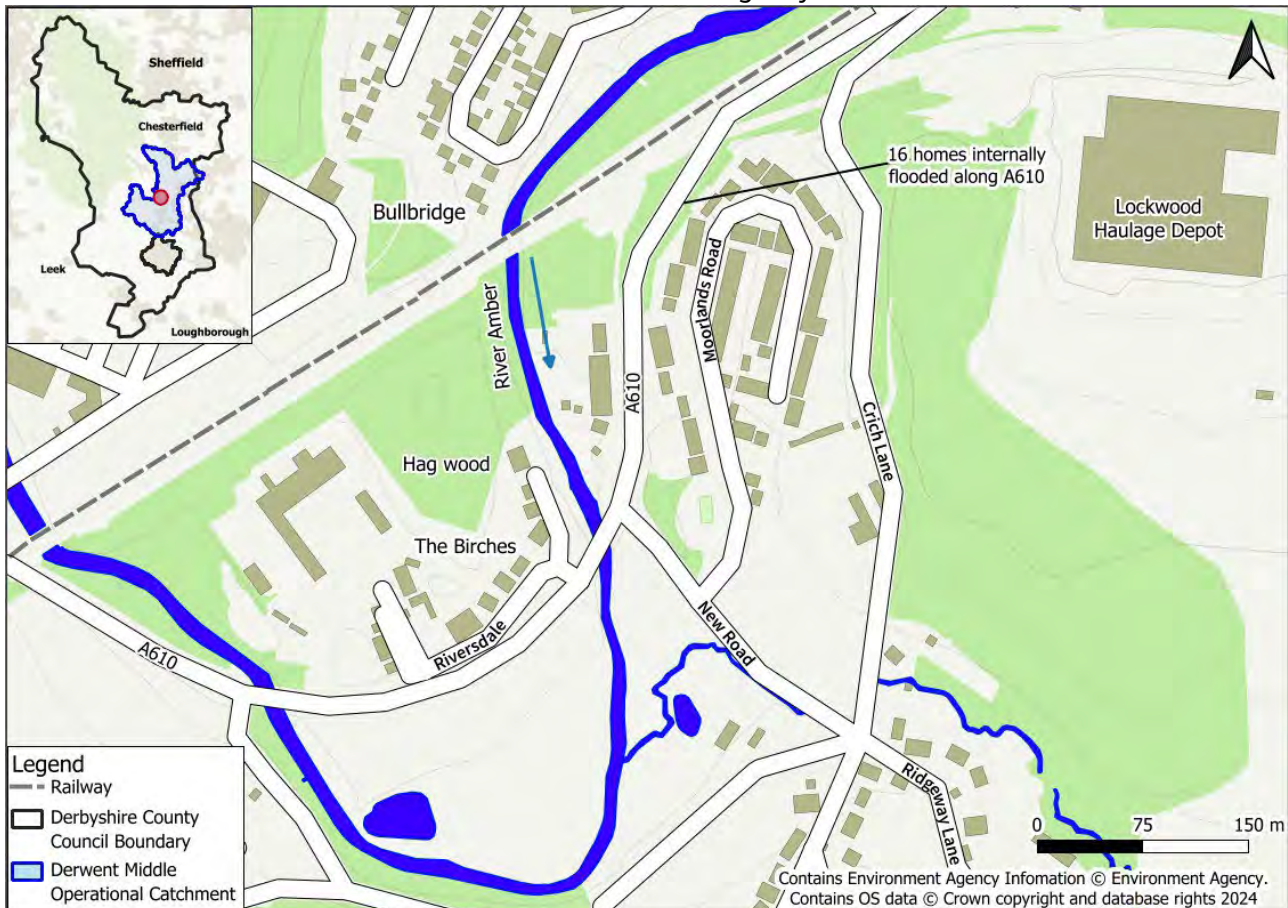 Sheffield
Chesterfield
Leek
Loughborough
Bullbridge
16 homes internally
flooded along A610
Lockwood
Haulage Depot
River Amber
A610
Moorlands Road
Crich Lane
Hag wood
The Birches
Riversdale
New Road
A610
Ridgeway Lane
Legend
Railway
Derbyshire County
Council Boundary
Derwent Middle
Operational Catchment
0 75 150 m
Contains Environment Agency Infomation © Environment Agency.
Contains OS data © Crown copyright and database rights 2024